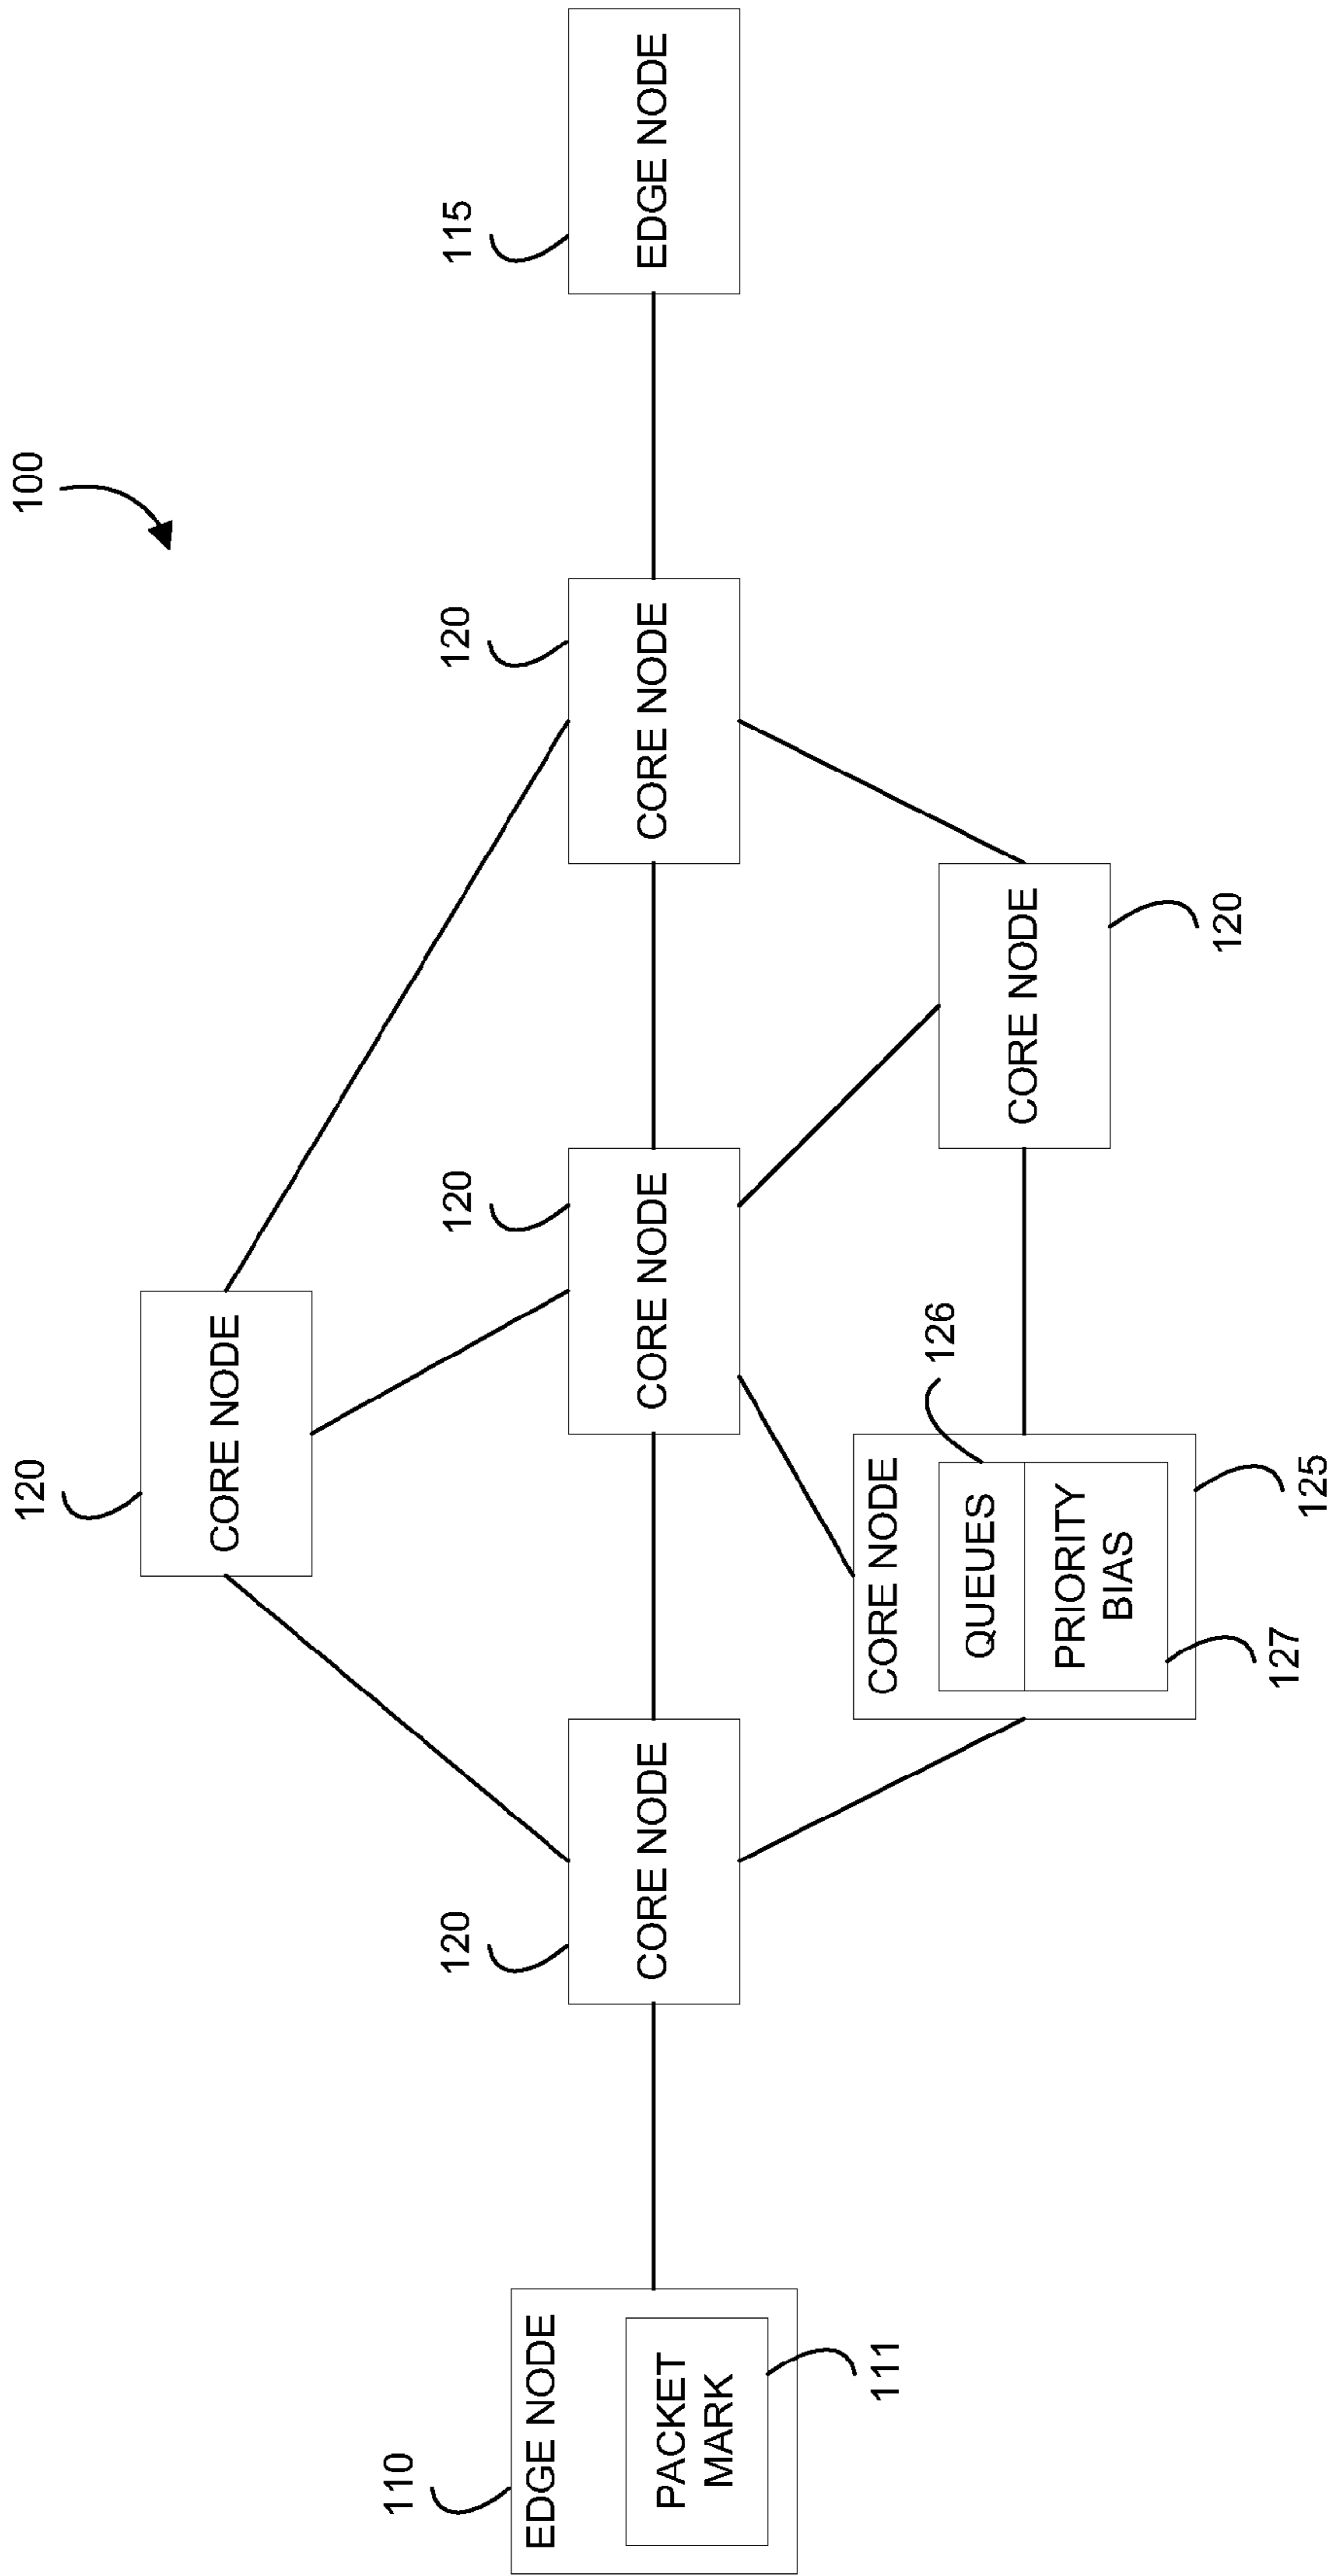 100
120
CORE NODE
110
EDGE NODE
PACKET
MARK
111
120
CORE NODE
120
CORE NODE
120
CORE NODE
115
EDGE NODE
CORE NODE
QUEUES
PRIORITY
BIAS
126
127
125
CORE NODE
120